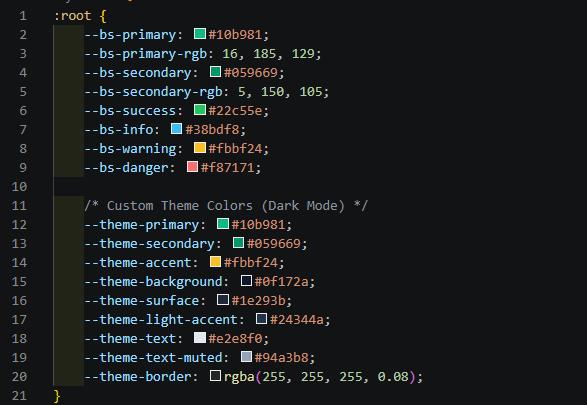 1 :root {
2 --bs-primary: #10b981;
3 --bs-primary-rgb: 16, 185, 129;
4 --bs-secondary: #059669;
5 --bs-secondary-rgb: 5, 150, 105;
6 --bs-success: #22c55e;
7 --bs-info: #38bdf8;
8 --bs-warning: #fbbf24;
9 --bs-danger: #f87171;
10
11 /* Custom Theme Colors (Dark Mode) */
12 --theme-primary: #10b981;
13 --theme-secondary: #059669;
14 --theme-accent: #fbbf24;
15 --theme-background: #0f172a;
16 --theme-surface: #1e293b;
17 --theme-light-accent: #24344a;
18 --theme-text: #e2e8f0;
19 --theme-text-muted: #94a3b8;
20 --theme-border: rgba(255, 255, 255, 0.08);
21 }